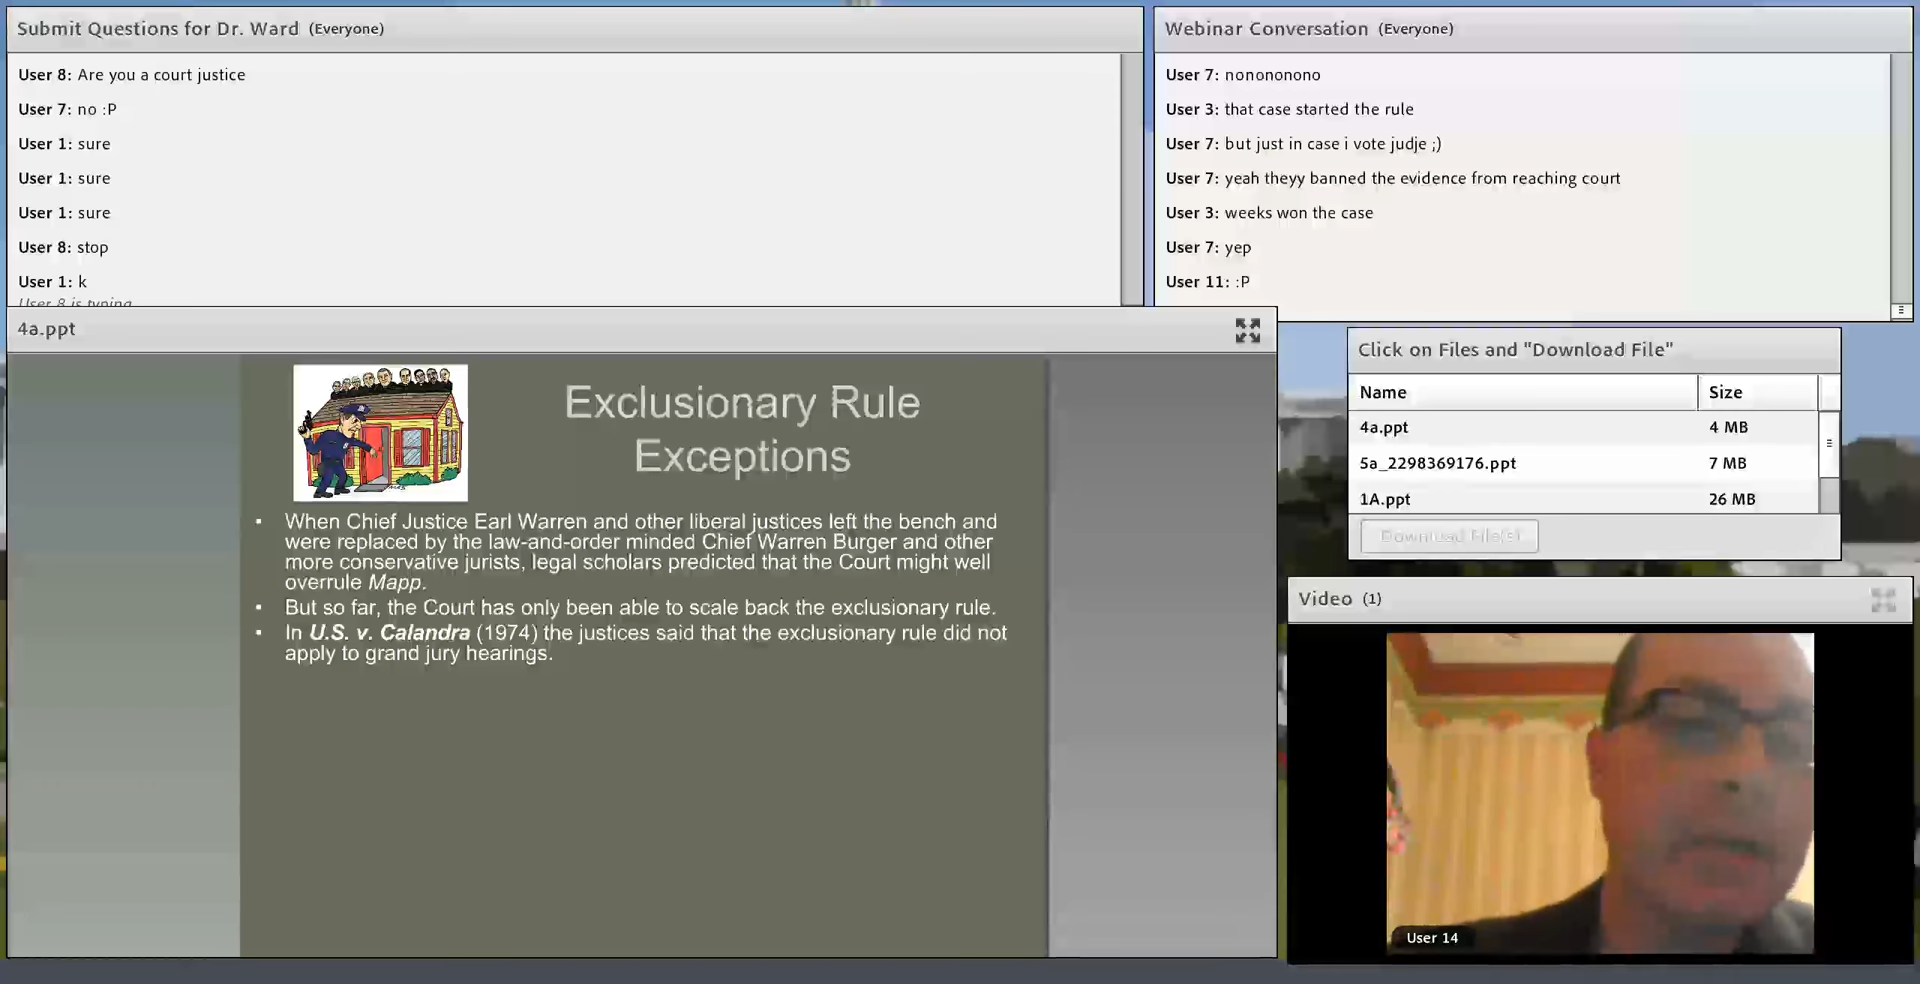 Submit Questions for Dr. Ward (Everyone)
User 8: Are you a court justice
User 7: no :P
User 1: sure
User 1: sure
User 1: sure
User 8: stop
User 1: k
User 8 is typing
Webinar Conversation (Everyone)
User 7: nonononono
User 3: that case started the rule
User 7: but just in case i vote judje ;)
User 7: yeah theyy banned the evidence from reaching court
User 3: weeks won the case
User 7: yep
User 11: :P
4a.ppt
Exclusionary Rule
Exceptions
• When Chief Justice Earl Warren and other liberal justices left the bench and
were replaced by the law-and-order minded Chief Warren Burger and other
more conservative jurists, legal scholars predicted that the Court might well
overrule Mapp.
• But so far, the Court has only been able to scale back the exclusionary rule.
• In U.S. v. Calandra (1974) the justices said that the exclusionary rule did not
apply to grand jury hearings.
Click on Files and "Download File"
Name Size
4a.ppt 4 MB
5a_2298369176.ppt 7 MB
1A.ppt 26 MB
Download File(s)
Video (1)
User 14